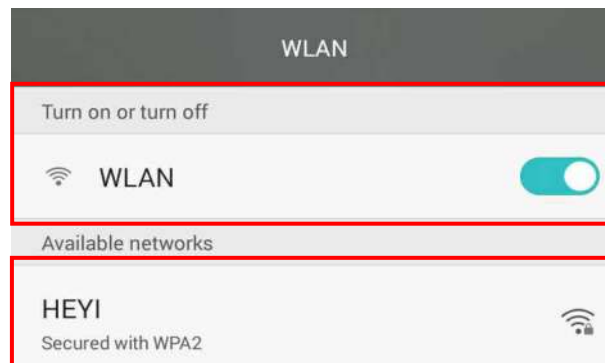 WLAN
Turn on or turn off
WLAN
Available networks
HEYI
Secured with WPA2